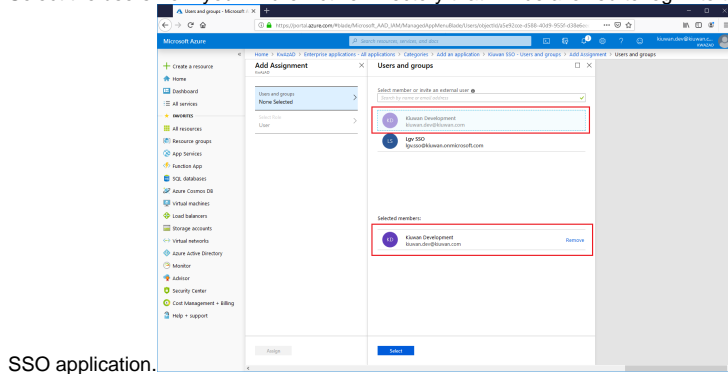 Users and groups - Microsoft
https://portal.azure.com/#blade/Microsoft_AAD_IAM/ManagedAppMenuBlade/Users/objectId/
Microsoft Azure
Search resources, services, and docs
kiuwan.dev@kiuwan.c...
KWAZAD
Home > KwAzAD > Enterprise applications - All applications > Categories > Add an application > Kiuwan SSO - Users and groups > Add Assignment > Users and groups
Create a resource
Home
Dashboard
All services
FAVORITES
All resources
Resource groups
App Services
Function App
SQL databases
Azure Cosmos DB
Virtual machines
Load balancers
Storage accounts
Virtual networks
Azure Active Directory
Monitor
Advisor
Security Center
Cost Management + Billing
Help + support
Add Assignment
KwAzAD
Users and groups
None Selected
Select Role
User
Assign
Users and groups
Select member or invite an external user
Search by name or email address
KD
Kiuwan Development
kiuwan.dev@kiuwan.com
LS
Lgv SSO
lgvsso@kiuwan.onmicrosoft.com
Selected members:
KD
Kiuwan Development
kiuwan.dev@kiuwan.com
Remove
Select
SSO application.